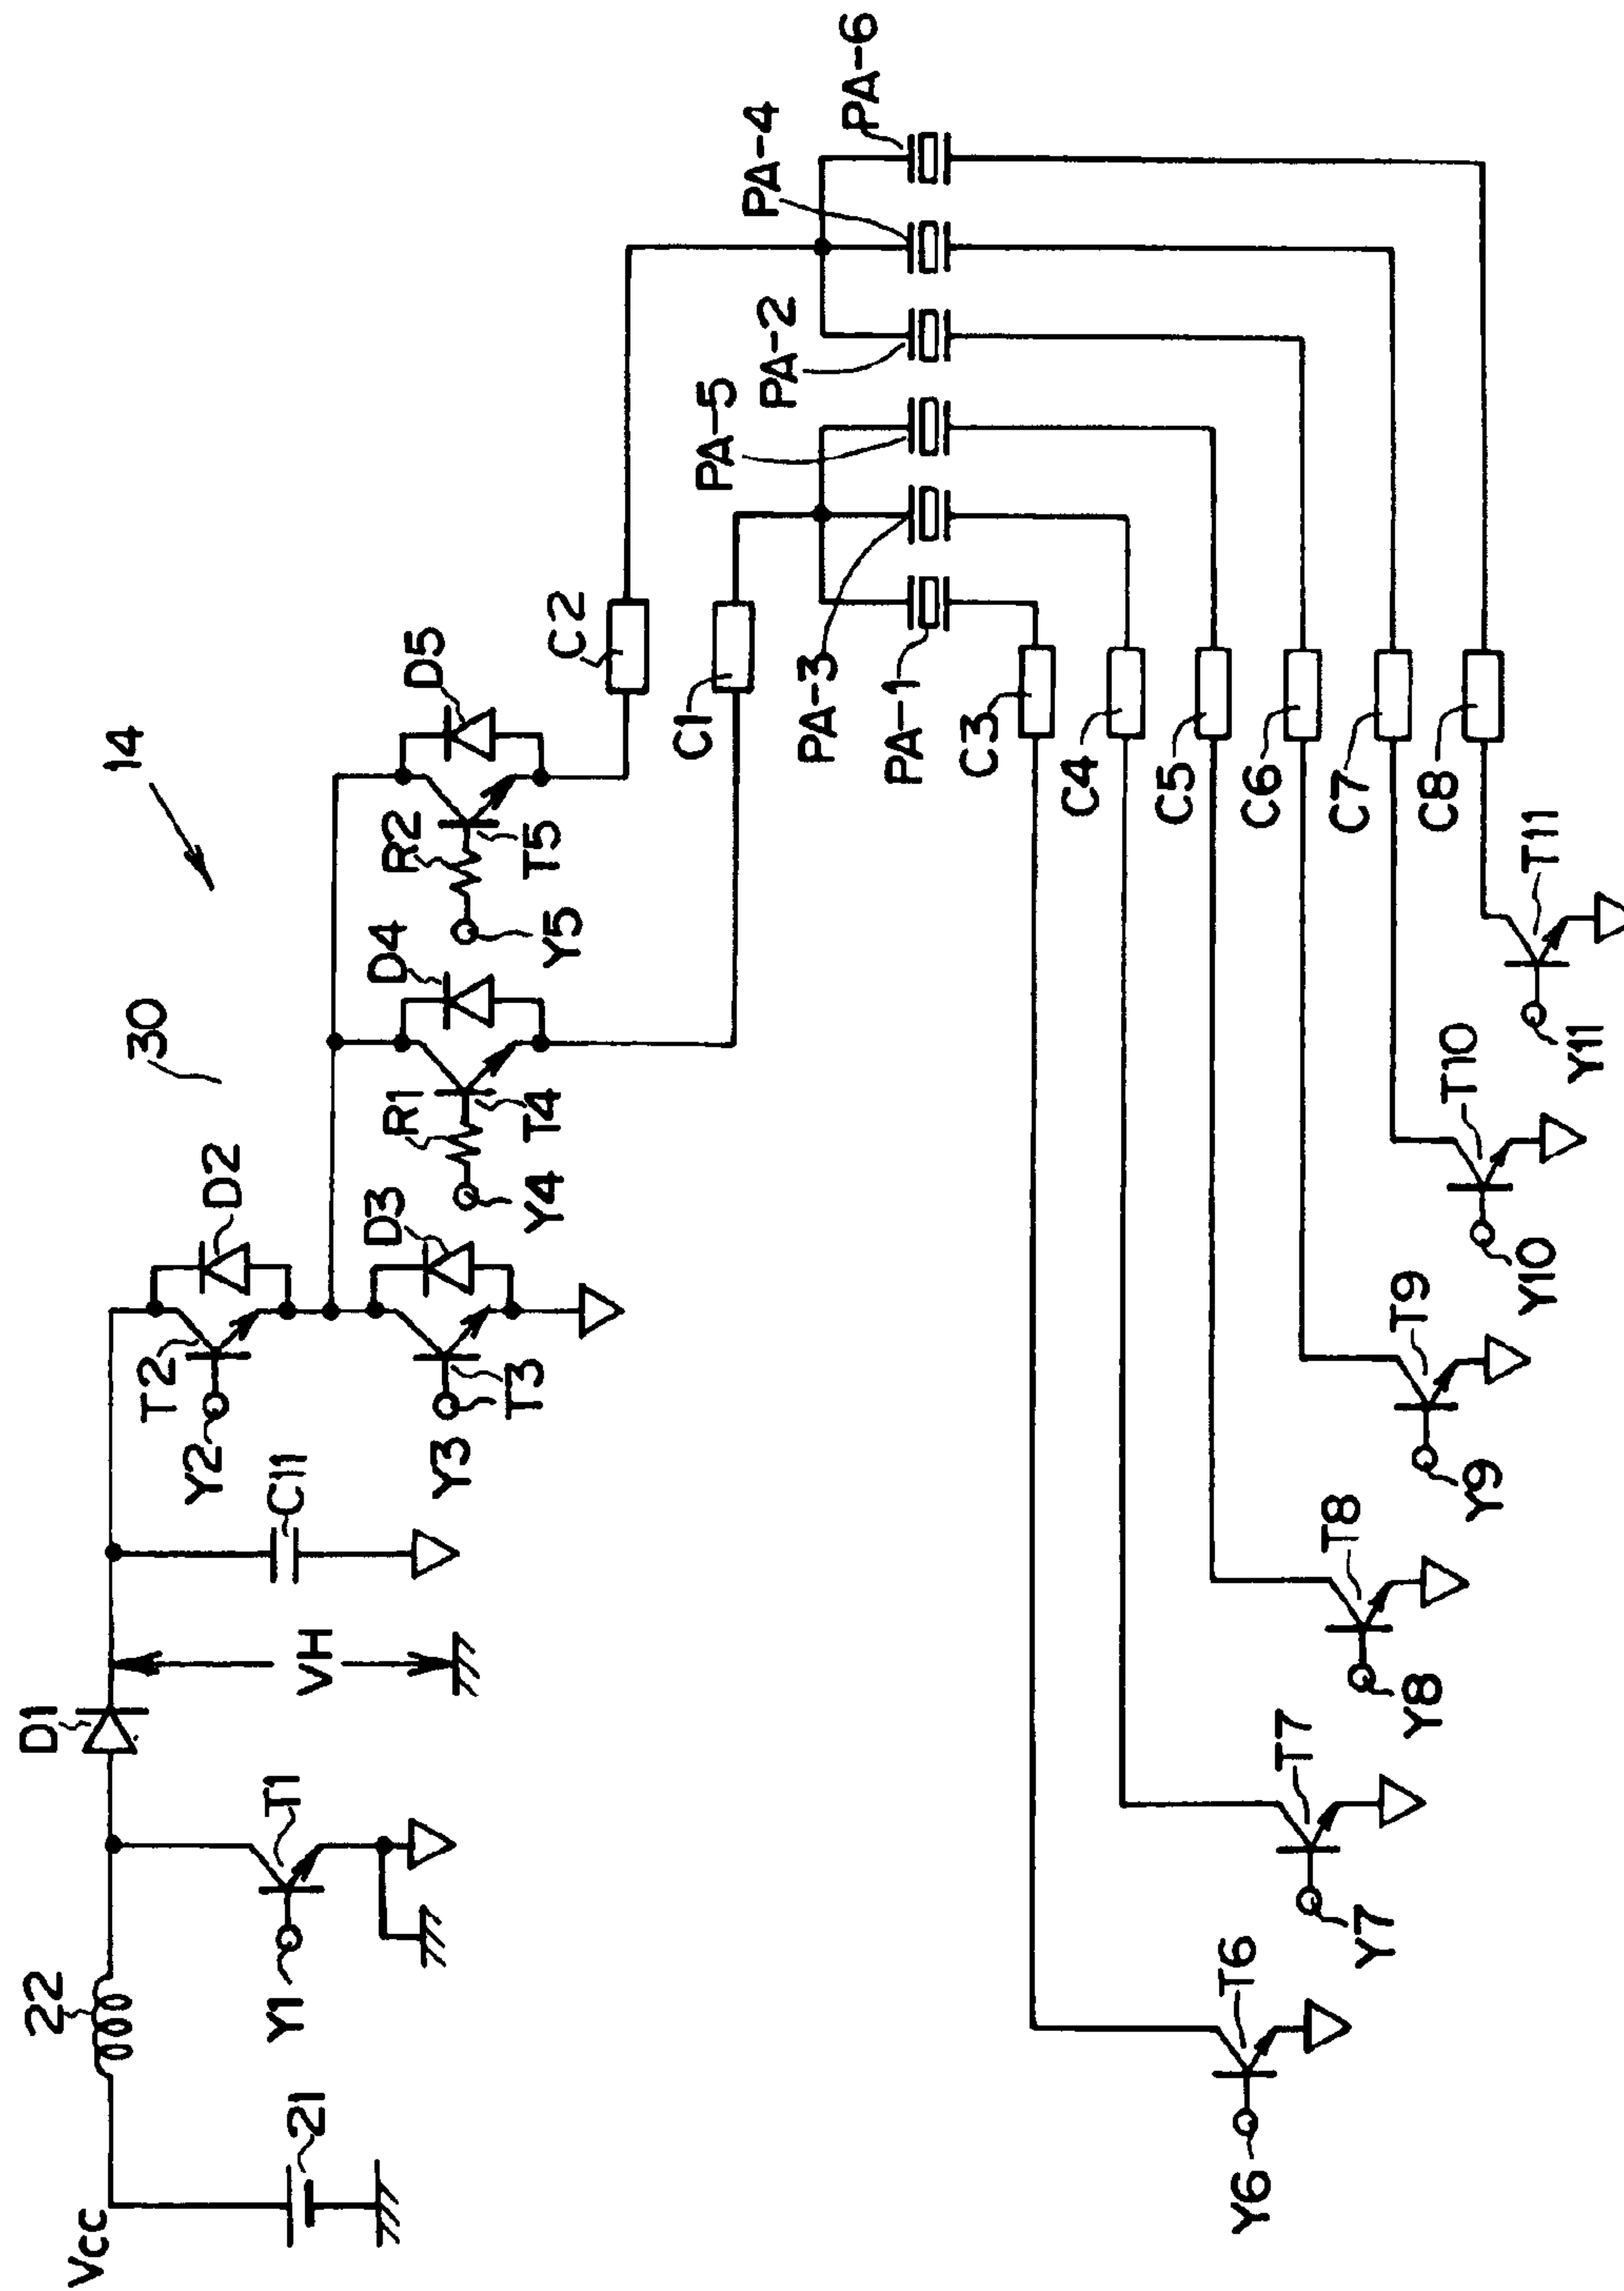 14
30
D1
22
Vcc
T2
D2
Y2
T1
Y1
C11
21
VH
D3
D4
D5
R1
R2
Y3
T3
Y4
T4
Y5
T5
C2
C1
PA-5
PA-4
PA-2
PA-3
PA-6
PA-1
C3
C4
C5
C6
C7
C8
T6
Y6
T7
Y7
T8
Y8
T9
Y9
T10
Y10
T11
Y11